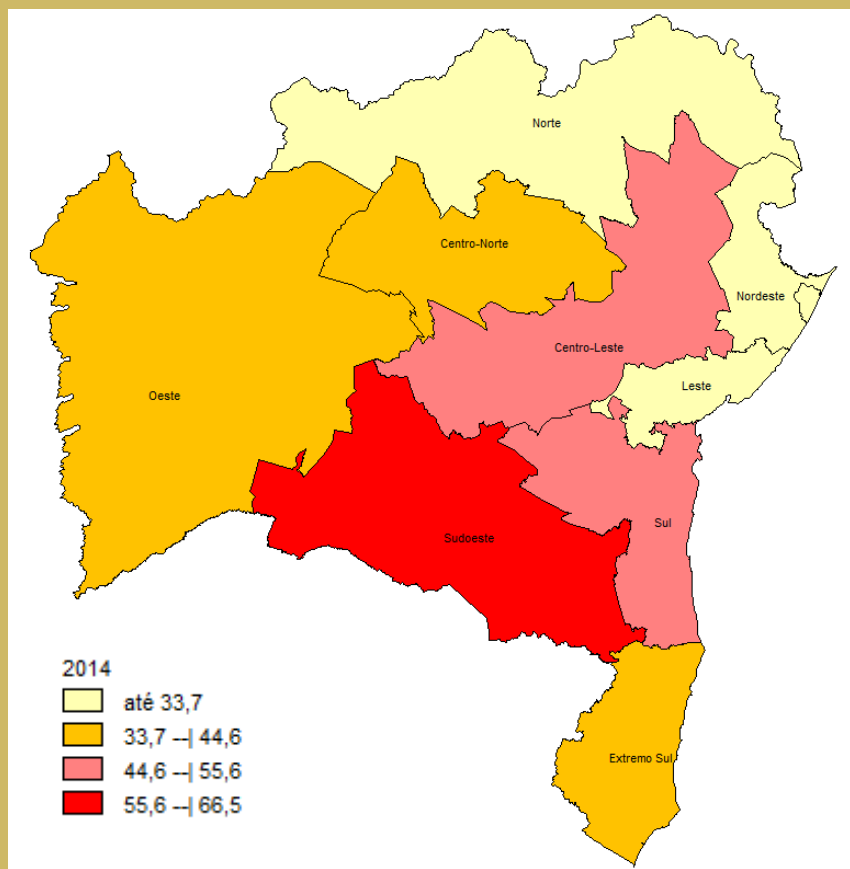 Norte
Centro-Norte
Nordeste
Centro-Leste
Leste
Oeste
Sul
Sudoeste
2014
até 33,7
33,7 --| 44,6
44,6 --| 55,6
55,6 --| 66,5
Extremo Sul